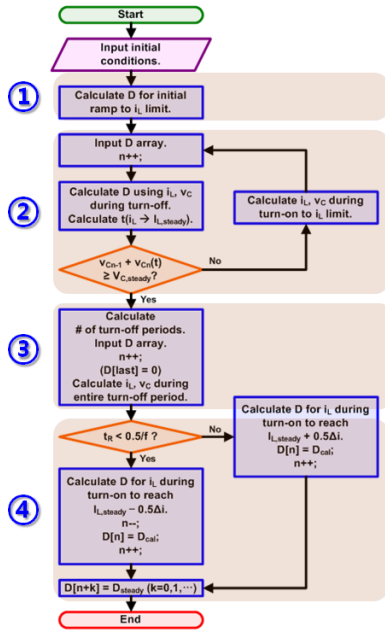 Start
Input initial
conditions.
①
Calculate D for initial
ramp to iL limit.
②
Input D array.
n++;
Calculate D using iL, vC
during turn-off.
Calculate t(iL → IL,steady).
Calculate iL, vC during
turn-on to iL limit.
vCn-1 + vCn(t)
≥ VC,steady?
No
Yes
③
Calculate
# of turn-off periods.
Input D array.
n++;
(D[last] = 0)
Calculate iL, vC during
entire turn-off period.
tR < 0.5/f ?
No
Yes
Calculate D for iL during
turn-on to reach
IL,steady + 0.5Δi.
D[n] = Dcal;
n++;
④
Calculate D for iL during
turn-on to reach
IL,steady – 0.5Δi.
n--;
D[n] = Dcal;
n++;
D[n+k] = Dsteady (k=0,1,⋯)
End